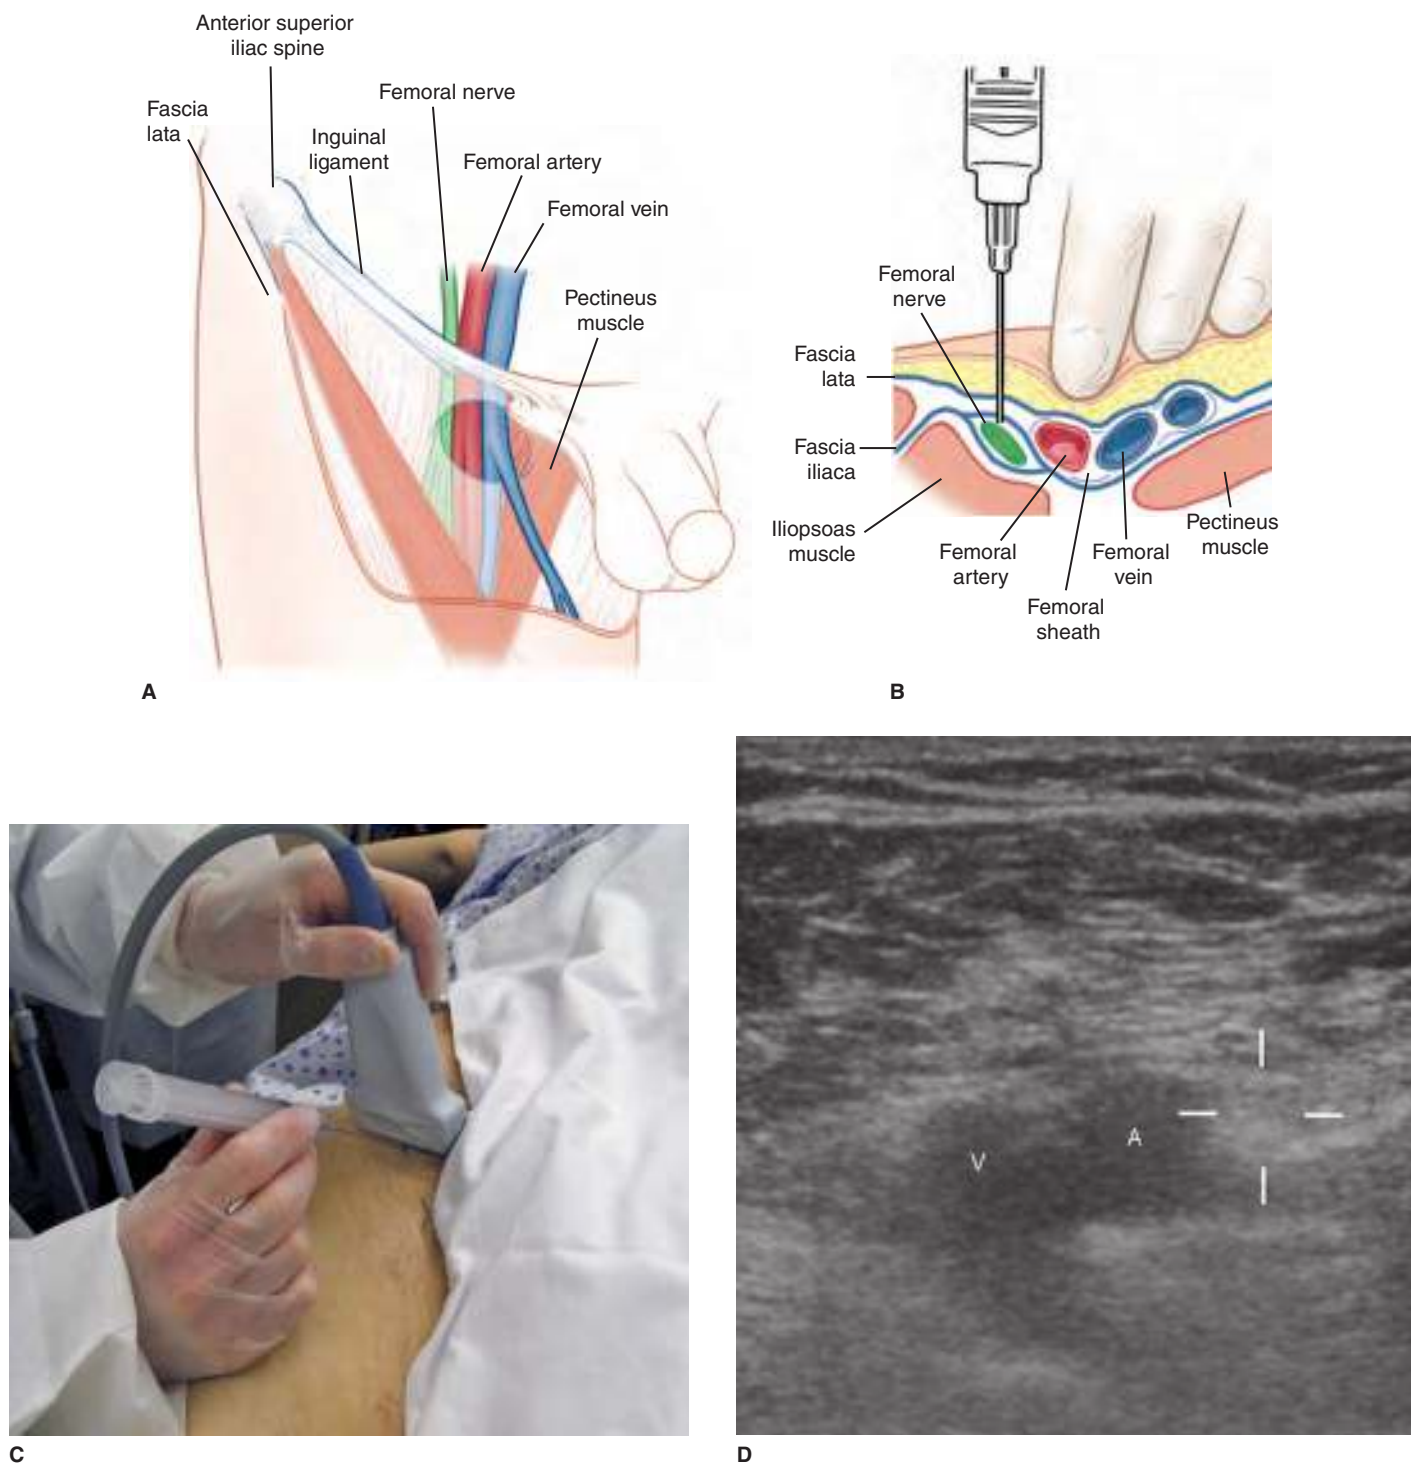 Anterior superior
iliac spine
Fascia
lata
Femoral nerve
Inguinal
ligament
Femoral artery
Femoral vein
Pectineus
muscle
A
Femoral
nerve
Fascia
lata
Fascia
iliaca
Iliopsoas
muscle
Femoral
artery
Femoral
sheath
Femoral
vein
Pectineus
muscle
B
C
V
A
D